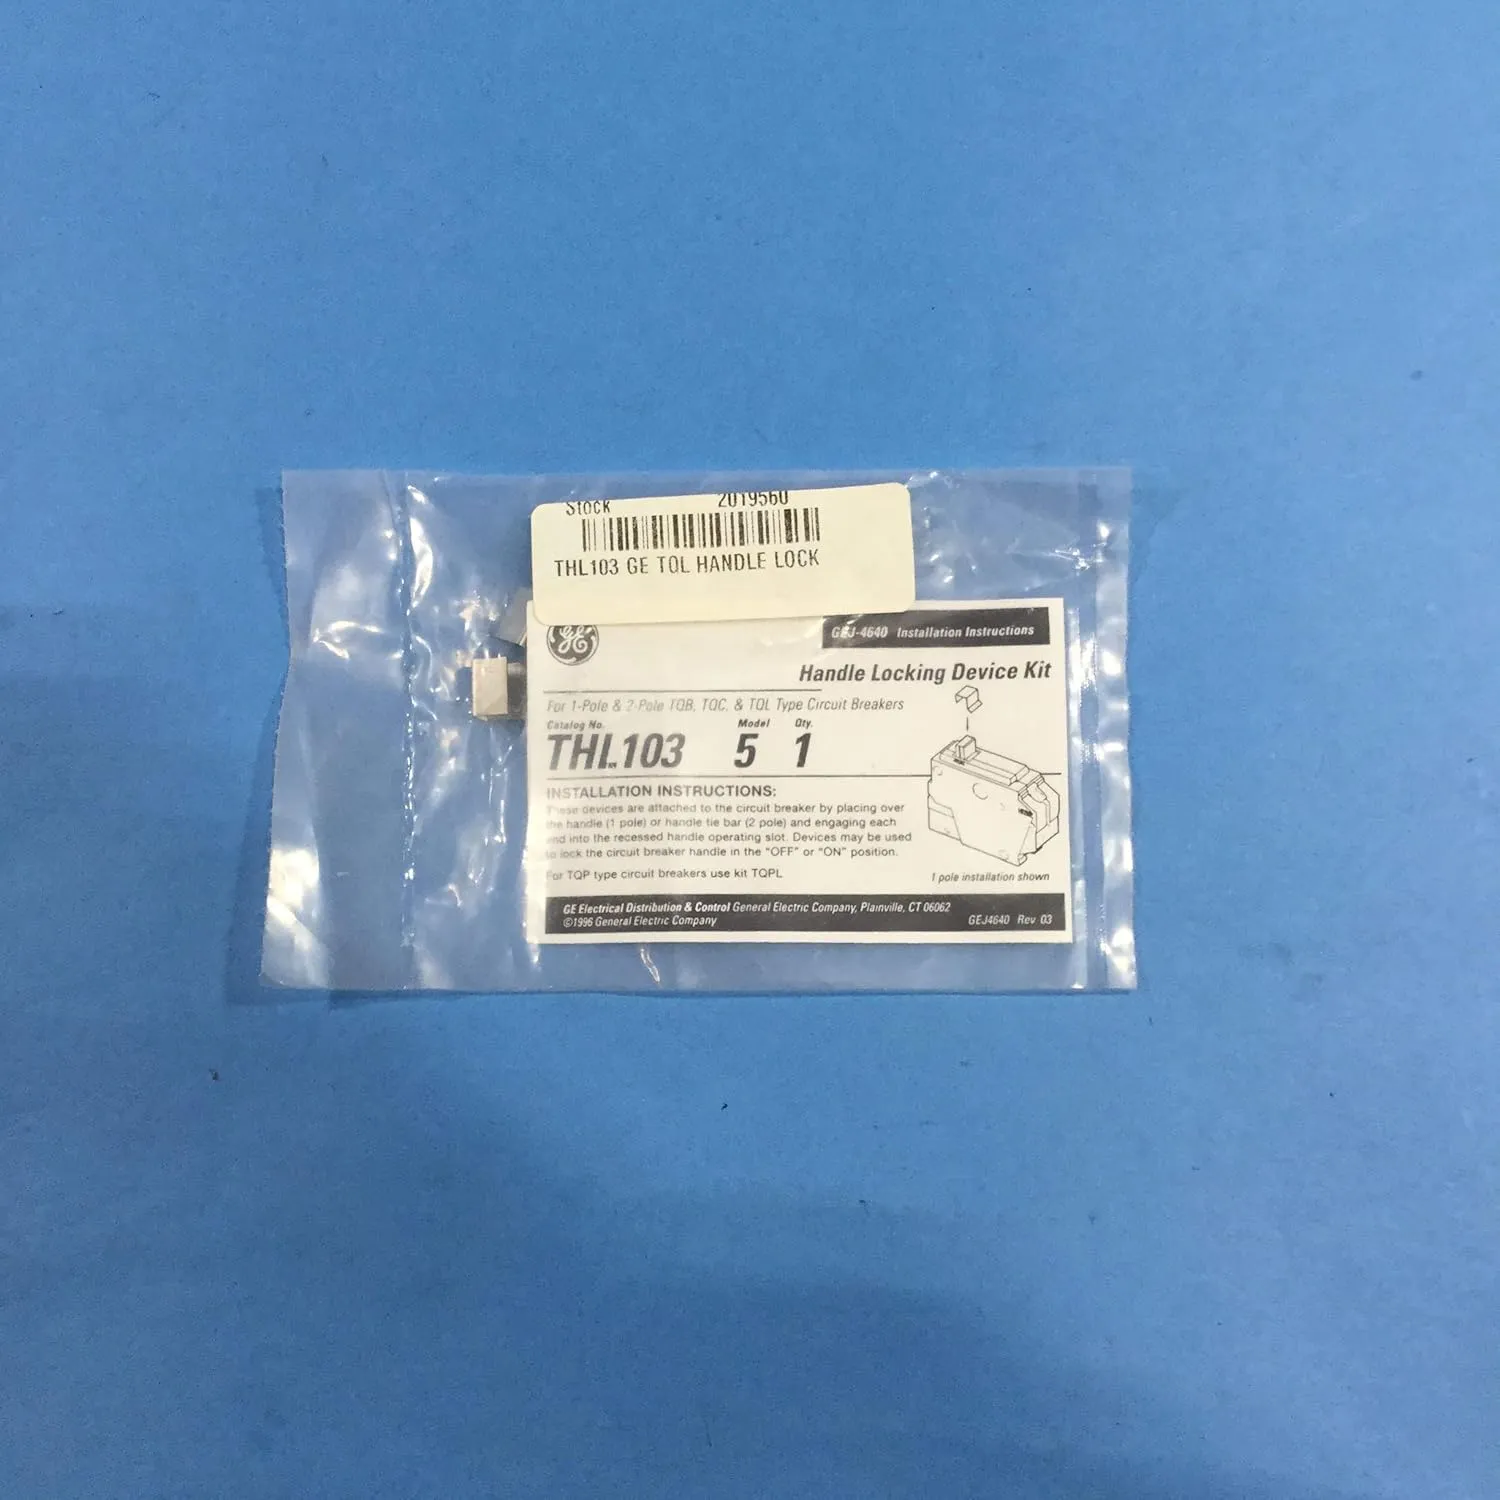 Stock 2019560
THL103 GE TQL HANDLE LOCK
GE
GEJ-4640 Installation Instructions
Handle Locking Device Kit
For 1-Pole & 2-Pole TQB, TQC, & TQL Type Circuit Breakers
Catalog No. Model Qty.
THL103 5 1
INSTALLATION INSTRUCTIONS:
These devices are attached to the circuit breaker by placing over
the handle (1 pole) or handle tie bar (2 pole) and engaging each
end into the recessed handle operating slot. Devices may be used
to lock the circuit breaker handle in the "OFF" or "ON" position.
For TQP type circuit breakers use kit TQPL
1 pole installation shown
GE Electrical Distribution & Control General Electric Company, Plainville, CT 06062
©1996 General Electric Company GEJ4640 Rev 03